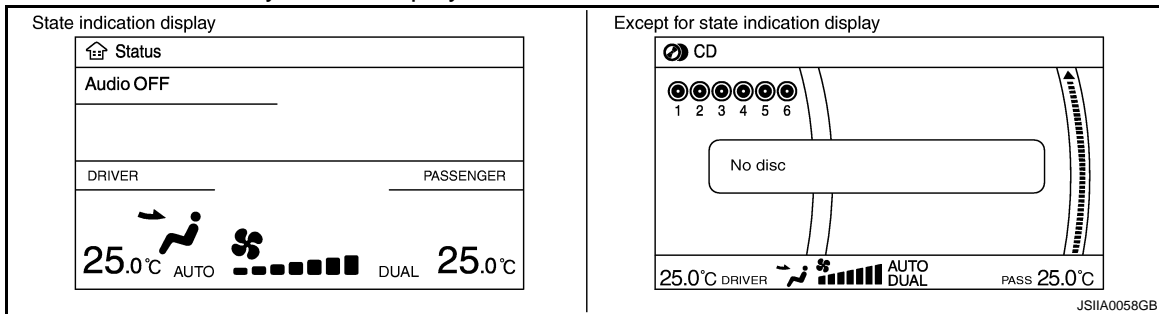 State indication display
Status
Audio OFF
DRIVER PASSENGER
25.0°C AUTO DUAL 25.0°C
Except for state indication display
CD
1 2 3 4 5 6
No disc
25.0°C DRIVER AUTO DUAL PASS 25.0°C
JSIIA0058GB